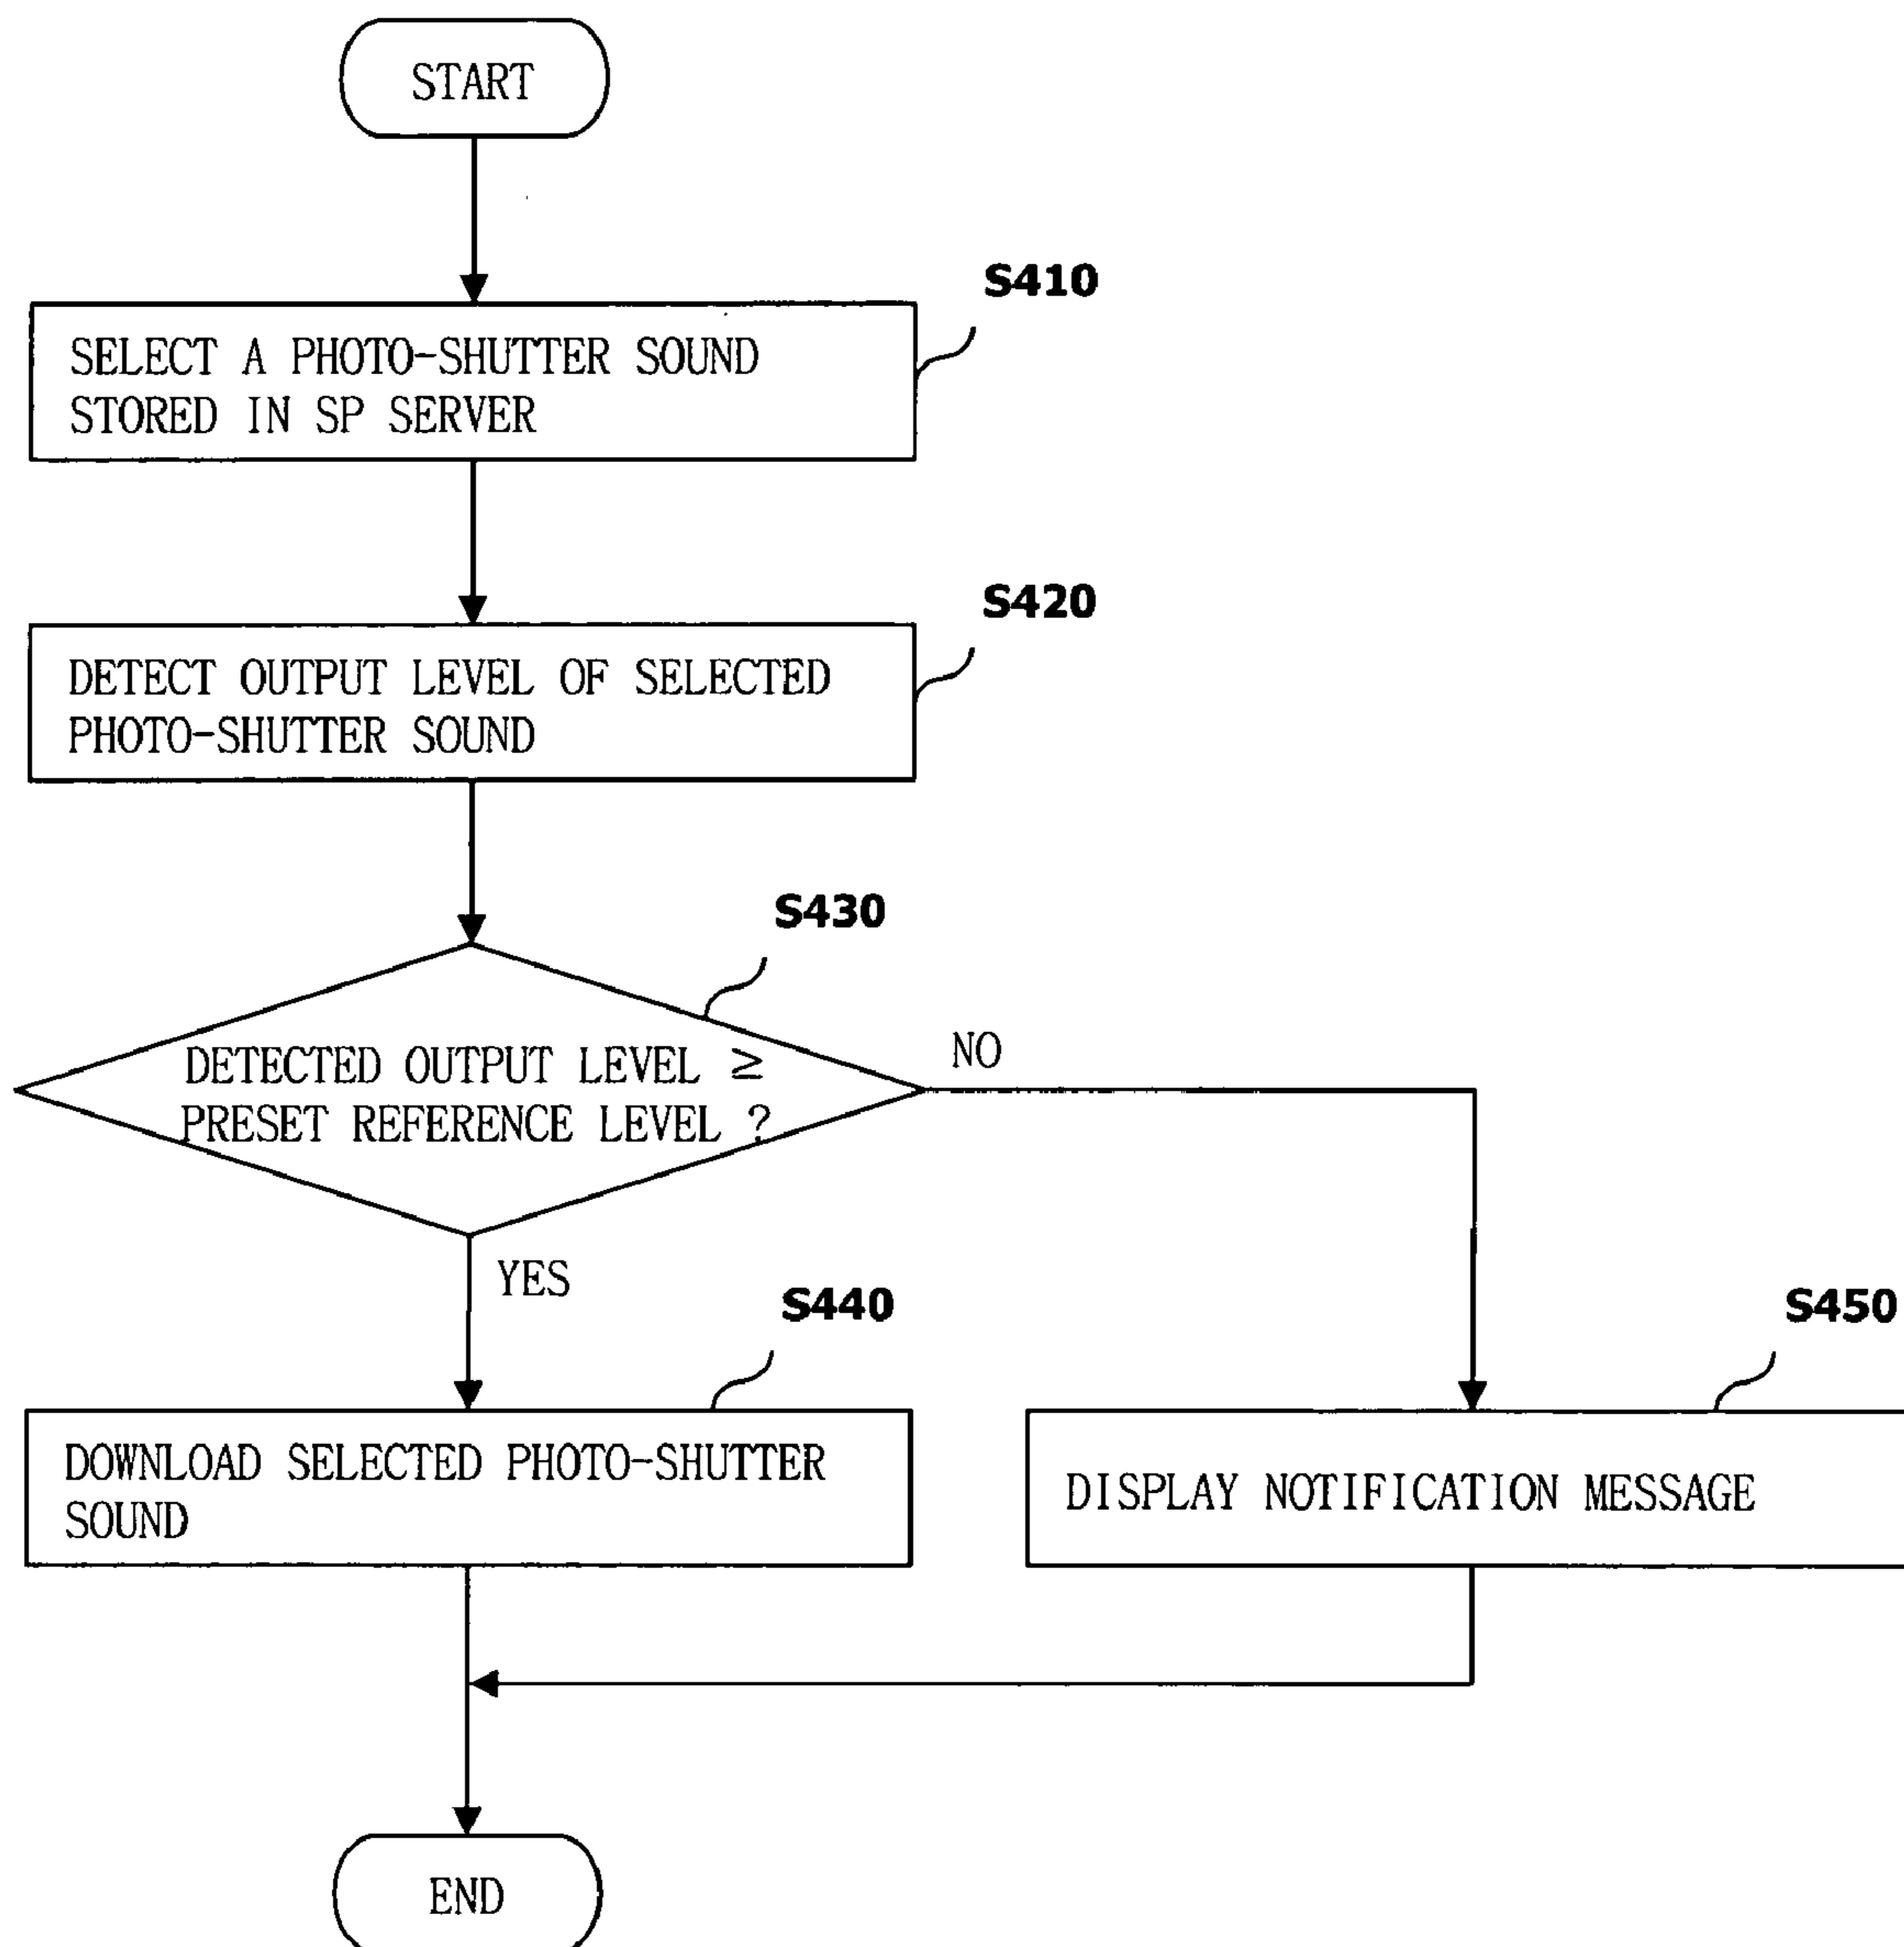 START
S410
SELECT A PHOTO-SHUTTER SOUND
STORED IN SP SERVER
S420
DETECT OUTPUT LEVEL OF SELECTED
PHOTO-SHUTTER SOUND
S430
DETECTED OUTPUT LEVEL ≥
PRESET REFERENCE LEVEL ?
NO
YES
S440
DOWNLOAD SELECTED PHOTO-SHUTTER
SOUND
S450
DISPLAY NOTIFICATION MESSAGE
END